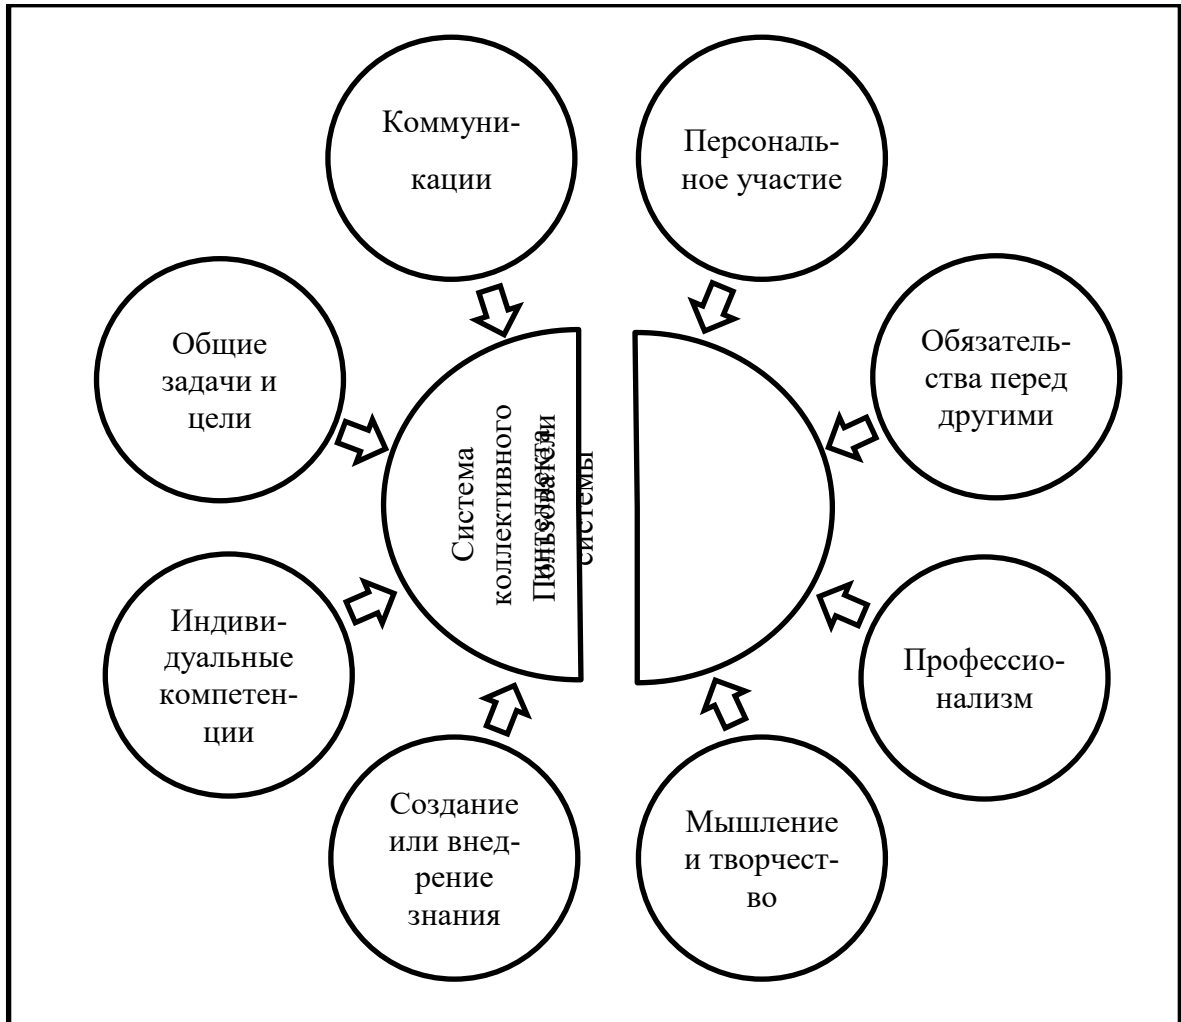 Коммуни-
кации
Персональ-
ное участие
Общие
задачи и
цели
Обязатель-
ства перед
другими
Система
коллективного
интеллекта
Пользователи
системы
Индиви-
дуальные
компетен-
ции
Профессио-
нализм
Создание
или внед-
рение
знания
Мышление
и творчест-
во